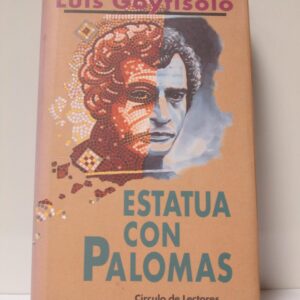 Luis Goytisolo
ESTATUA
CON
PALOMAS
Círculo de Lectores